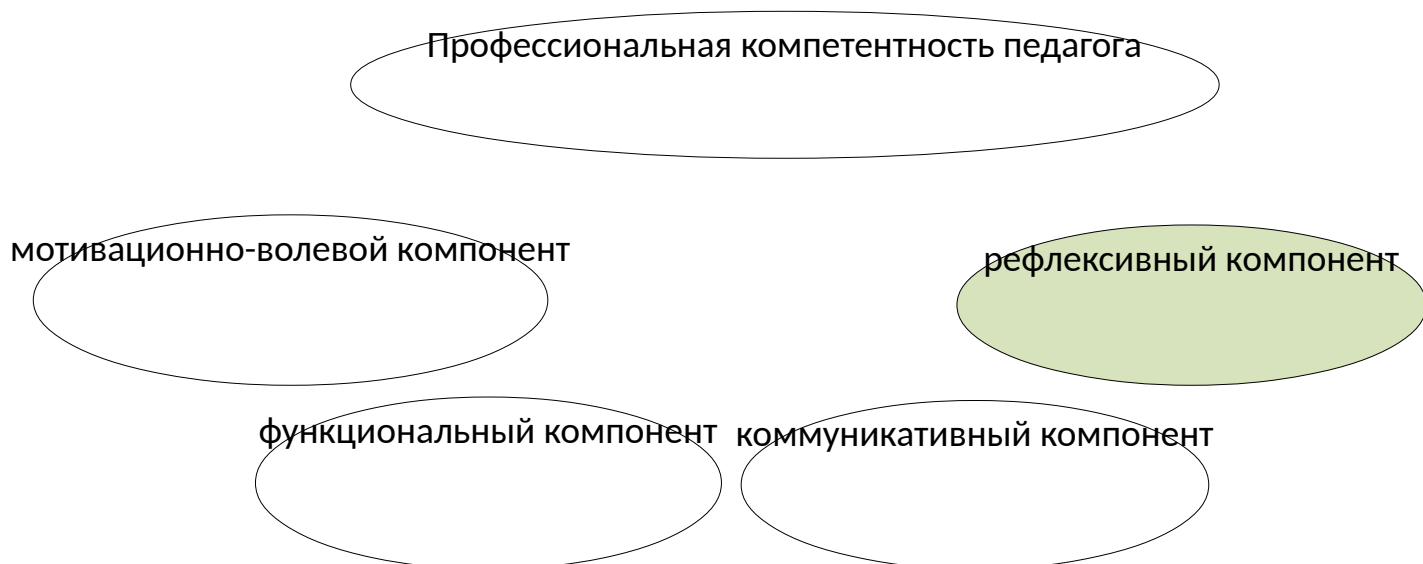 Профессиональная компетентность педагога
мотивационно-волевой компонент
рефлексивный компонент
функциональный компонент
коммуникативный компонент